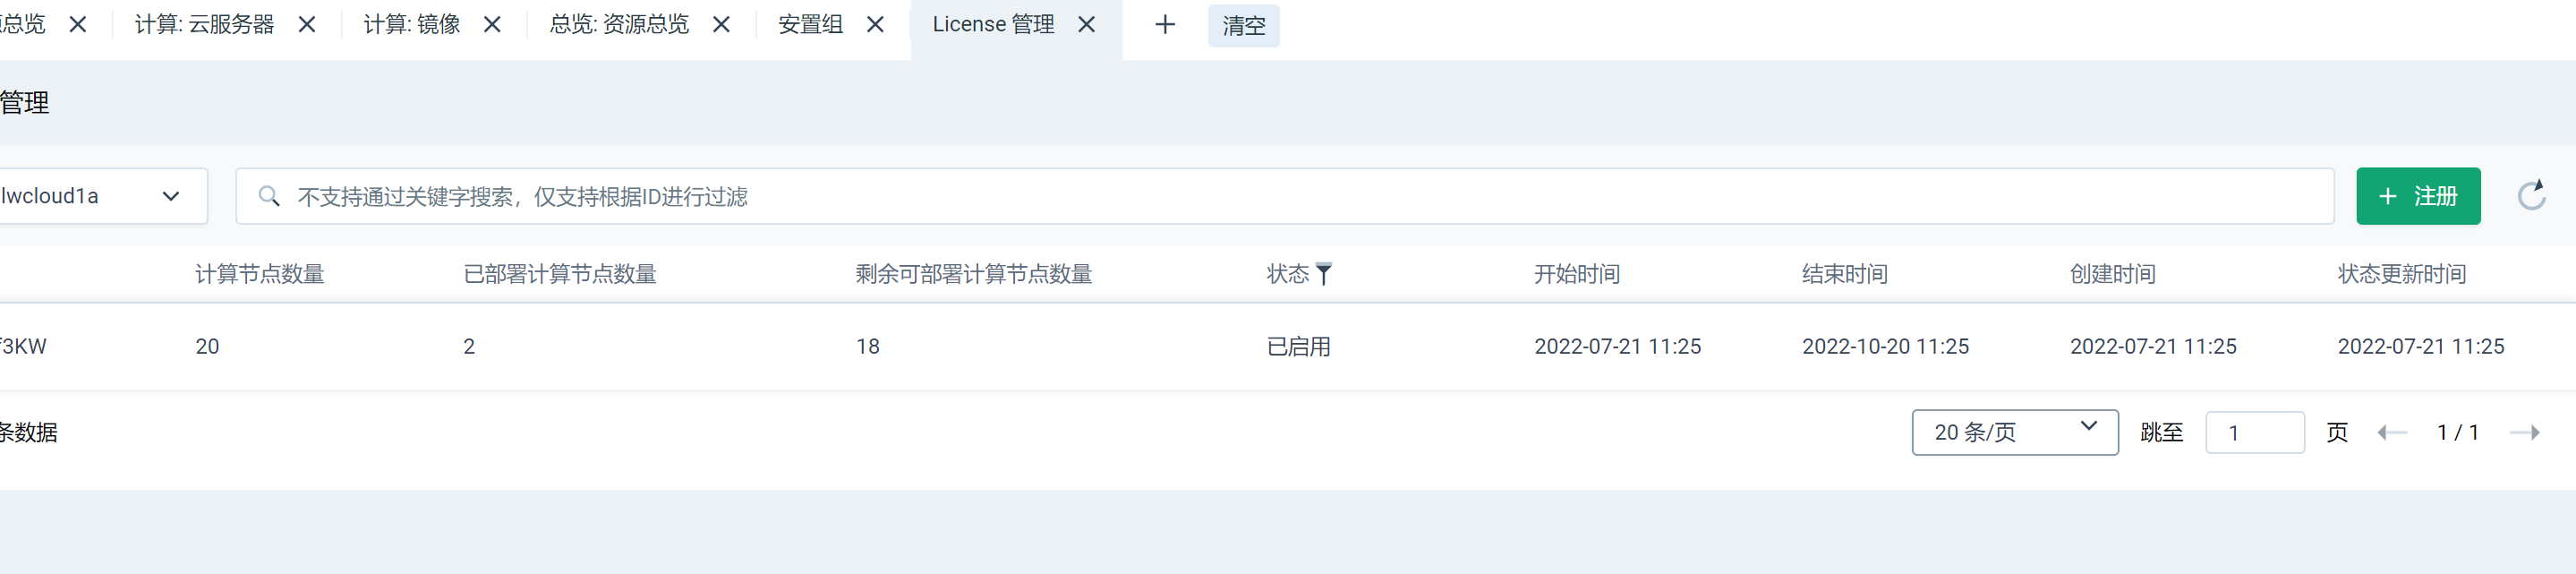 总览 计算: 云服务器 计算: 镜像 总览: 资源总览 安置组 License 管理 清空
管理
lwcloud1a 不支持通过关键字搜索，仅支持根据ID进行过滤 注册
计算节点数量 已部署计算节点数量 剩余可部署计算节点数量 状态 开始时间 结束时间 创建时间 状态更新时间
3KW 20 2 18 已启用 2022-07-21 11:25 2022-10-20 11:25 2022-07-21 11:25 2022-07-21 11:25
条数据 20 条/页 跳至 1 页 1 / 1